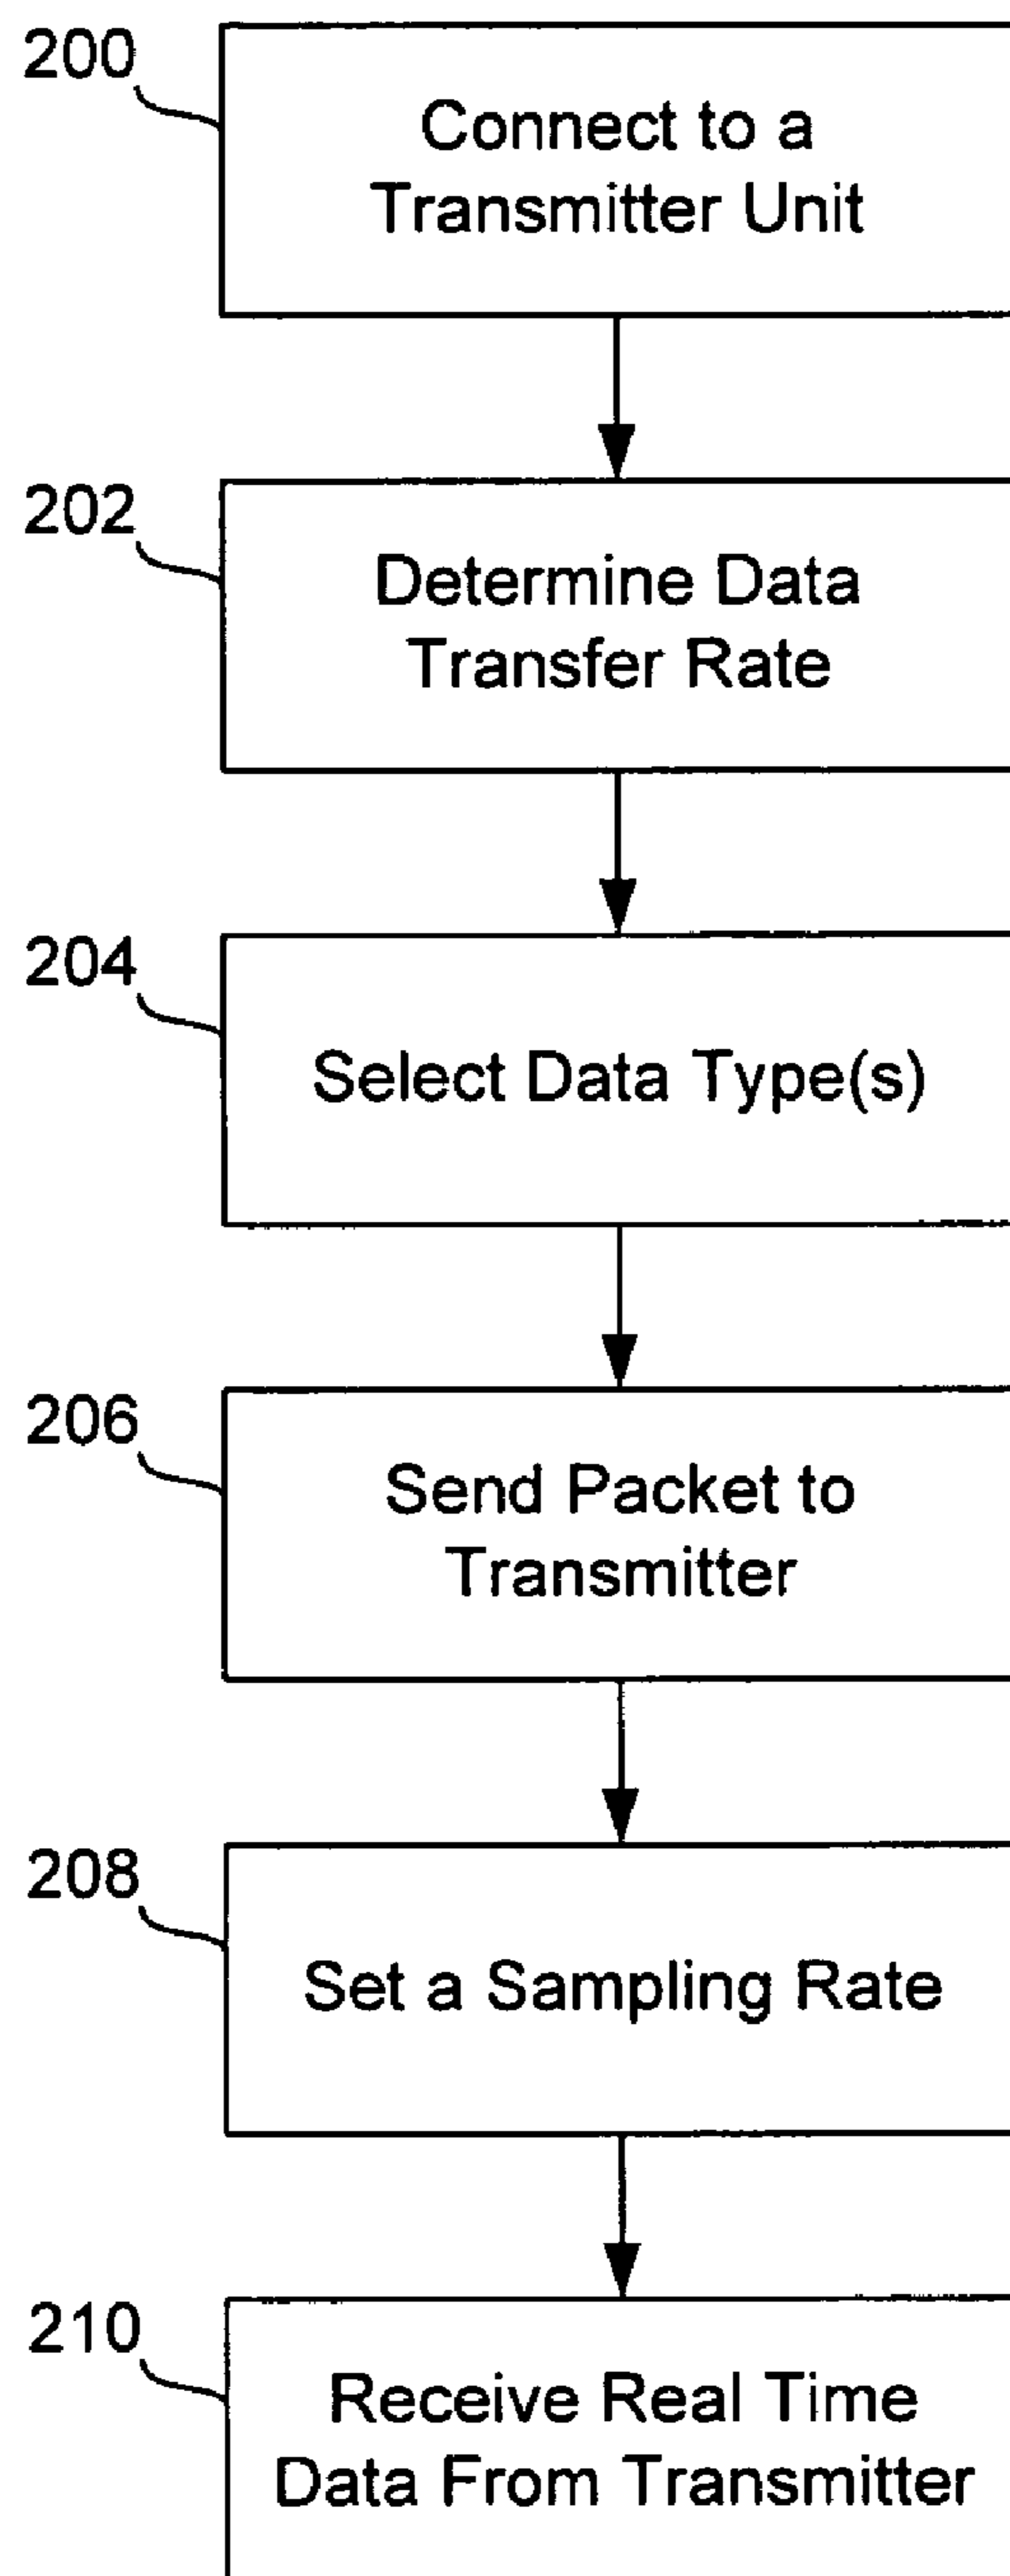 200
Connect to a
Transmitter Unit
202
Determine Data
Transfer Rate
204
Select Data Type(s)
206
Send Packet to
Transmitter
208
Set a Sampling Rate
210
Receive Real Time
Data From Transmitter